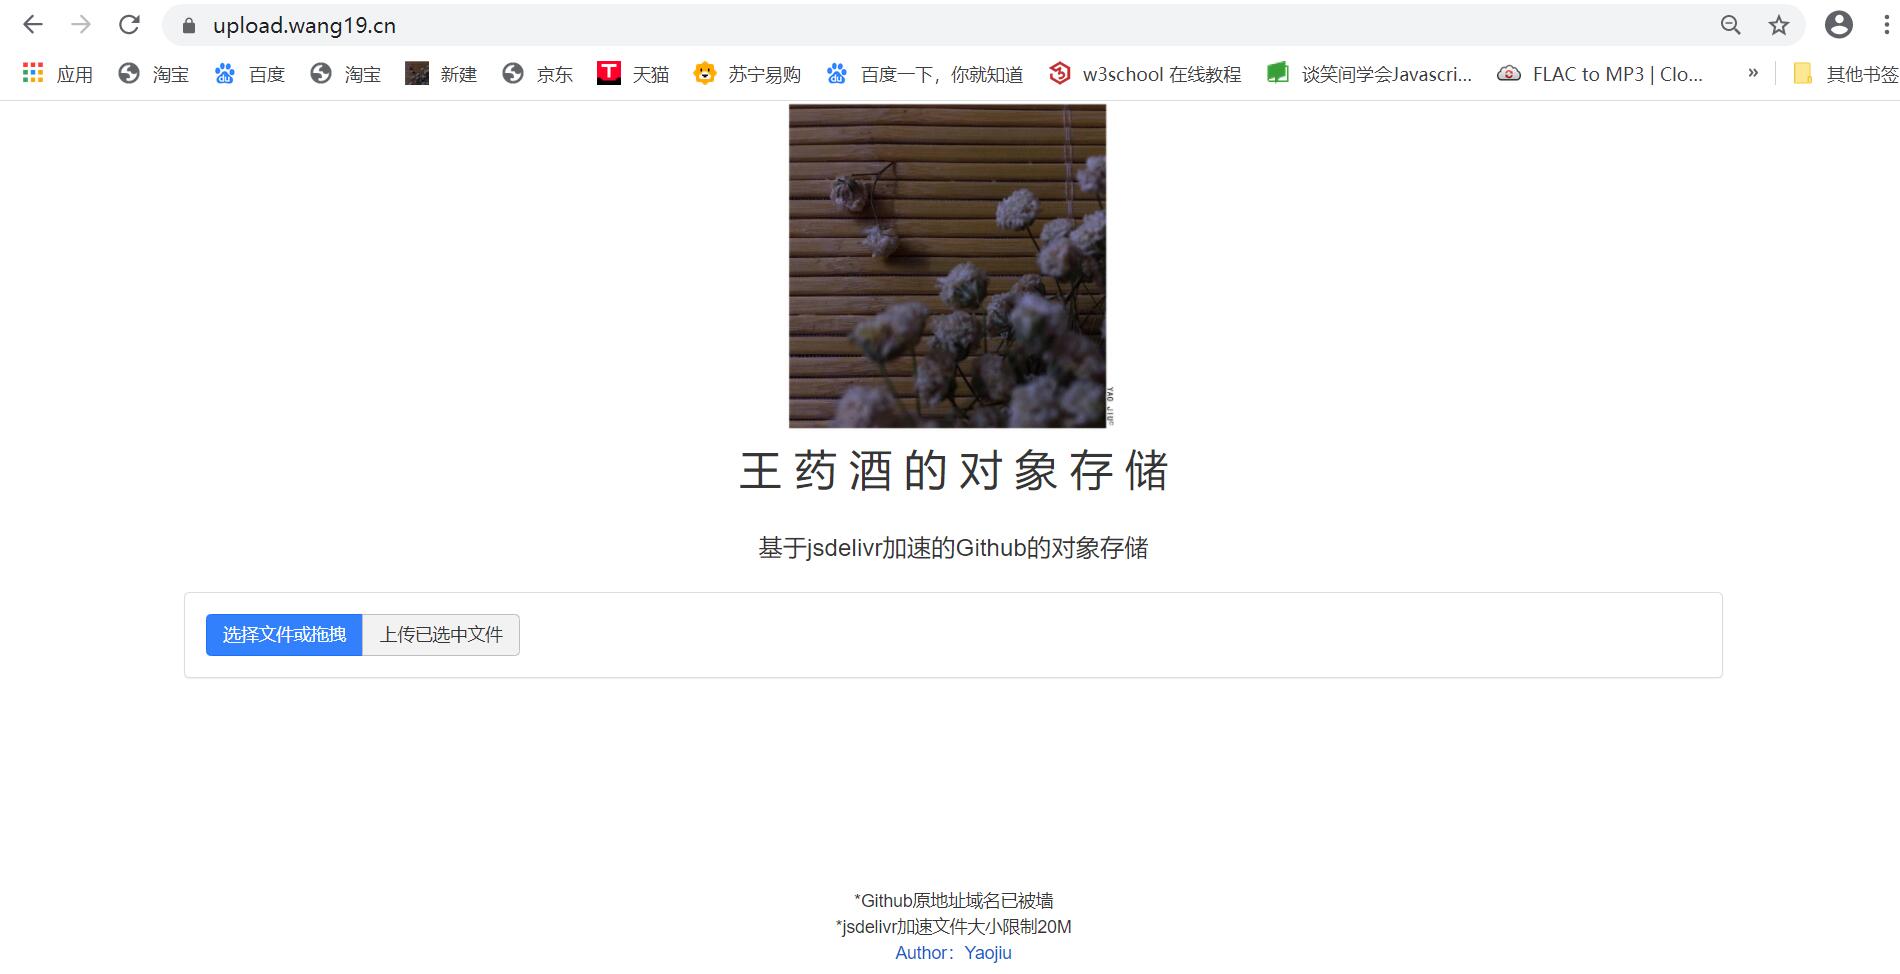 upload.wang19.cn
应用 淘宝 百度 淘宝 新建 京东 T 天猫 苏宁易购 百度一下，你就知道 w3school 在线教程 谈笑间学会Javascri... FLAC to MP3 | Clo... » 其他书签
YAO JIU
王药酒的对象存储
基于jsdelivr加速的Github的对象存储
选择文件或拖拽 上传已选中文件
*Github原地址域名已被墙
*jsdelivr加速文件大小限制20M
Author：Yaojiu